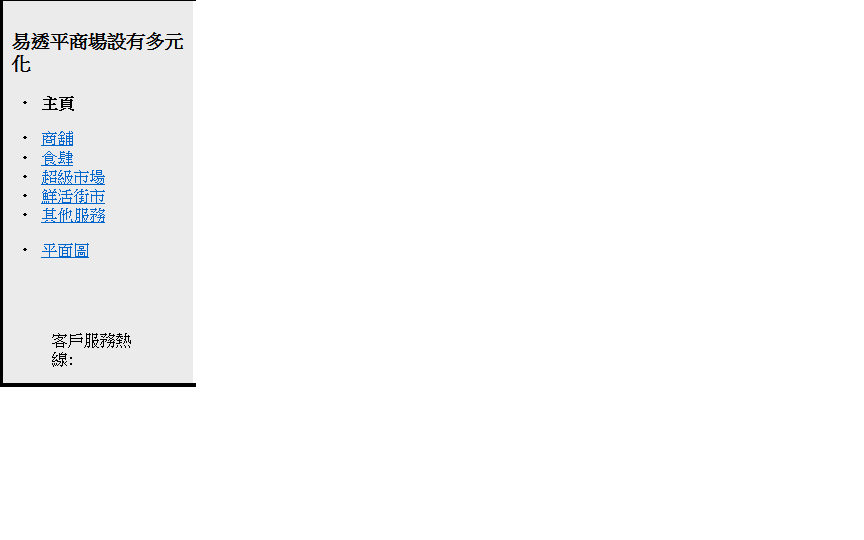 易透平商場設有多元
化
主頁
商舖
食肆
超級市場
鮮活街市
其他服務
平面圖
客戶服務熱
線: